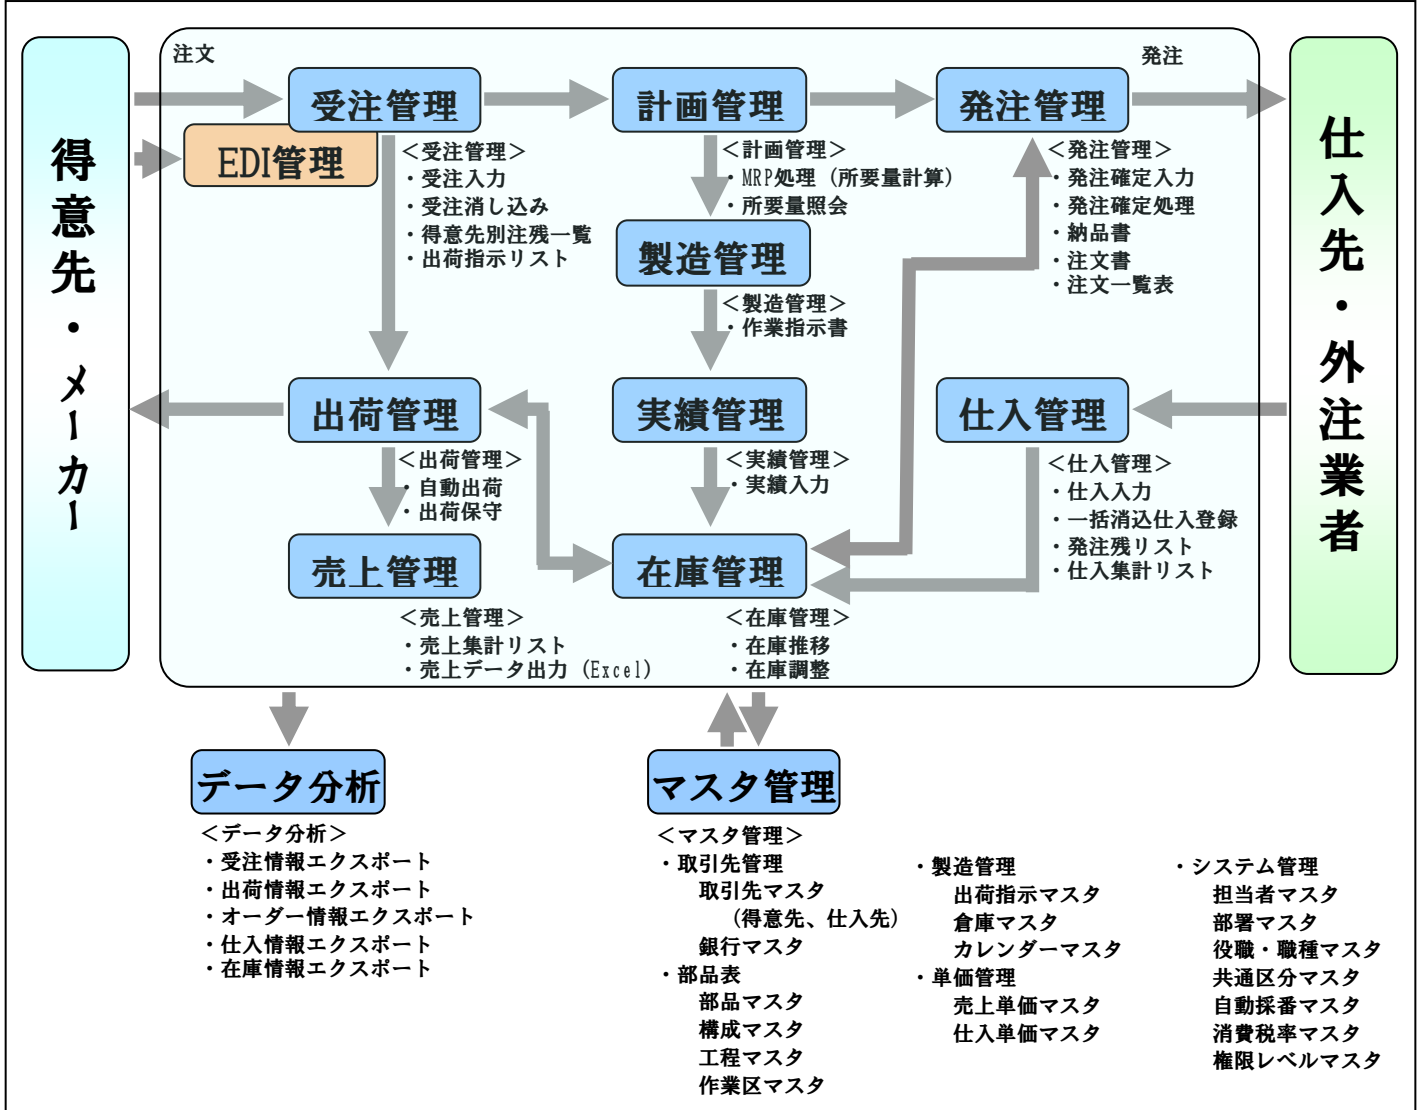 注文
発注
得意先・メーカー
仕入先・外注業者
受注管理
計画管理
発注管理
EDI管理
＜受注管理＞
・受注入力
・受注消し込み
・得意先別注残一覧
・出荷指示リスト
＜計画管理＞
・MRP処理（所要量計算）
・所要量照会
＜発注管理＞
・発注確定入力
・発注確定処理
・納品書
・注文書
・注文一覧表
製造管理
＜製造管理＞
・作業指示書
出荷管理
実績管理
仕入管理
＜出荷管理＞
・自動出荷
・出荷保守
＜実績管理＞
・実績入力
＜仕入管理＞
・仕入入力
・一括消込仕入登録
・発注残リスト
・仕入集計リスト
売上管理
在庫管理
＜売上管理＞
・売上集計リスト
・売上データ出力（Excel）
＜在庫管理＞
・在庫推移
・在庫調整
データ分析
マスタ管理
＜データ分析＞
・受注情報エクスポート
・出荷情報エクスポート
・オーダー情報エクスポート
・仕入情報エクスポート
・在庫情報エクスポート
＜マスタ管理＞
・取引先管理
取引先マスタ
（得意先、仕入先）
銀行マスタ
・部品表
部品マスタ
構成マスタ
工程マスタ
作業区マスタ
・製造管理
出荷指示マスタ
倉庫マスタ
カレンダーマスタ
・単価管理
売上単価マスタ
仕入単価マスタ
・システム管理
担当者マスタ
部署マスタ
役職・職種マスタ
共通区分マスタ
自動採番マスタ
消費税率マスタ
権限レベルマスタ